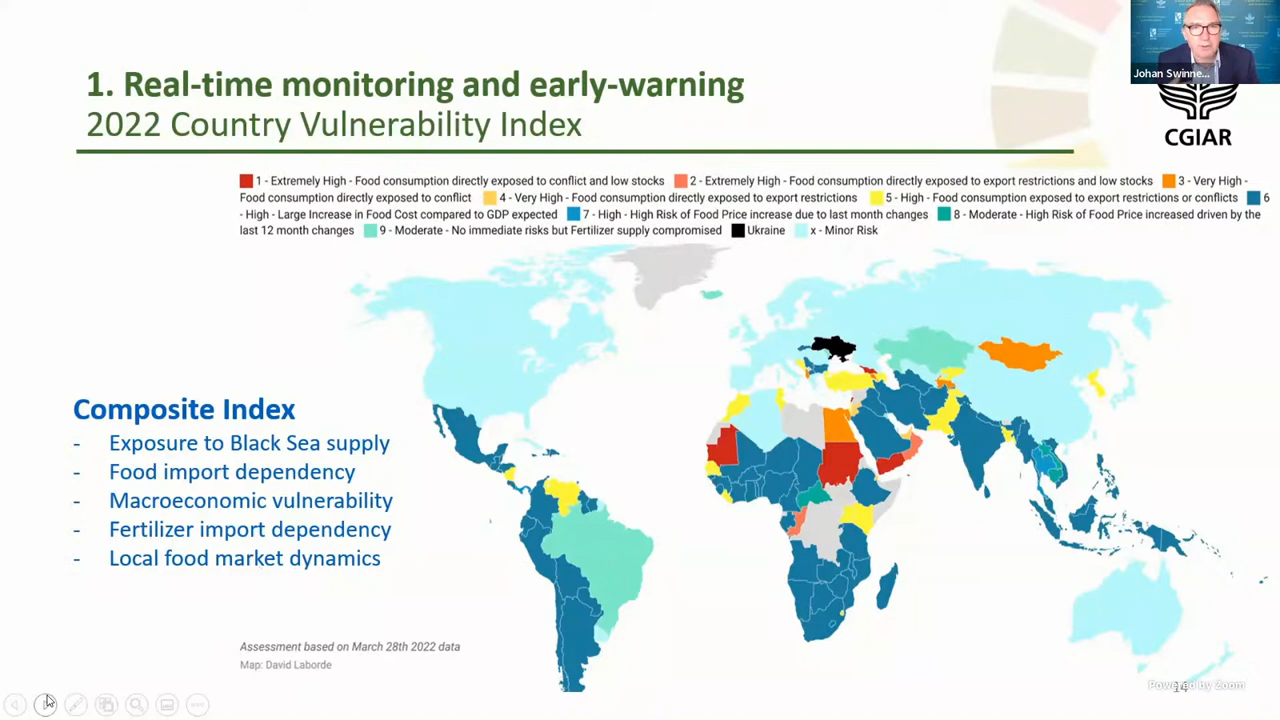 1. Real-time monitoring and early-warning
2022 Country Vulnerability Index
Johan Swinne...
CGIAR
1 - Extremely High - Food consumption directly exposed to conflict and low stocks 2 - Extremely High - Food consumption directly exposed to export restrictions and low stocks 3 - Very High -
Food consumption directly exposed to conflict 4 - Very High - Food consumption directly exposed to export restrictions 5 - High - Food consumption exposed to export restrictions or conflicts 6
- High - Large Increase in Food Cost compared to GDP expected 7 - High - High Risk of Food Price increase due to last month changes 8 - Moderate - High Risk of Food Price increased driven by the
last 12 month changes 9 - Moderate - No immediate risks but Fertilizer supply compromised Ukraine x - Minor Risk
Composite Index
- Exposure to Black Sea supply
- Food import dependency
- Macroeconomic vulnerability
- Fertilizer import dependency
- Local food market dynamics
Assessment based on March 28th 2022 data
Map: David Laborde
Powered by Zoom
14